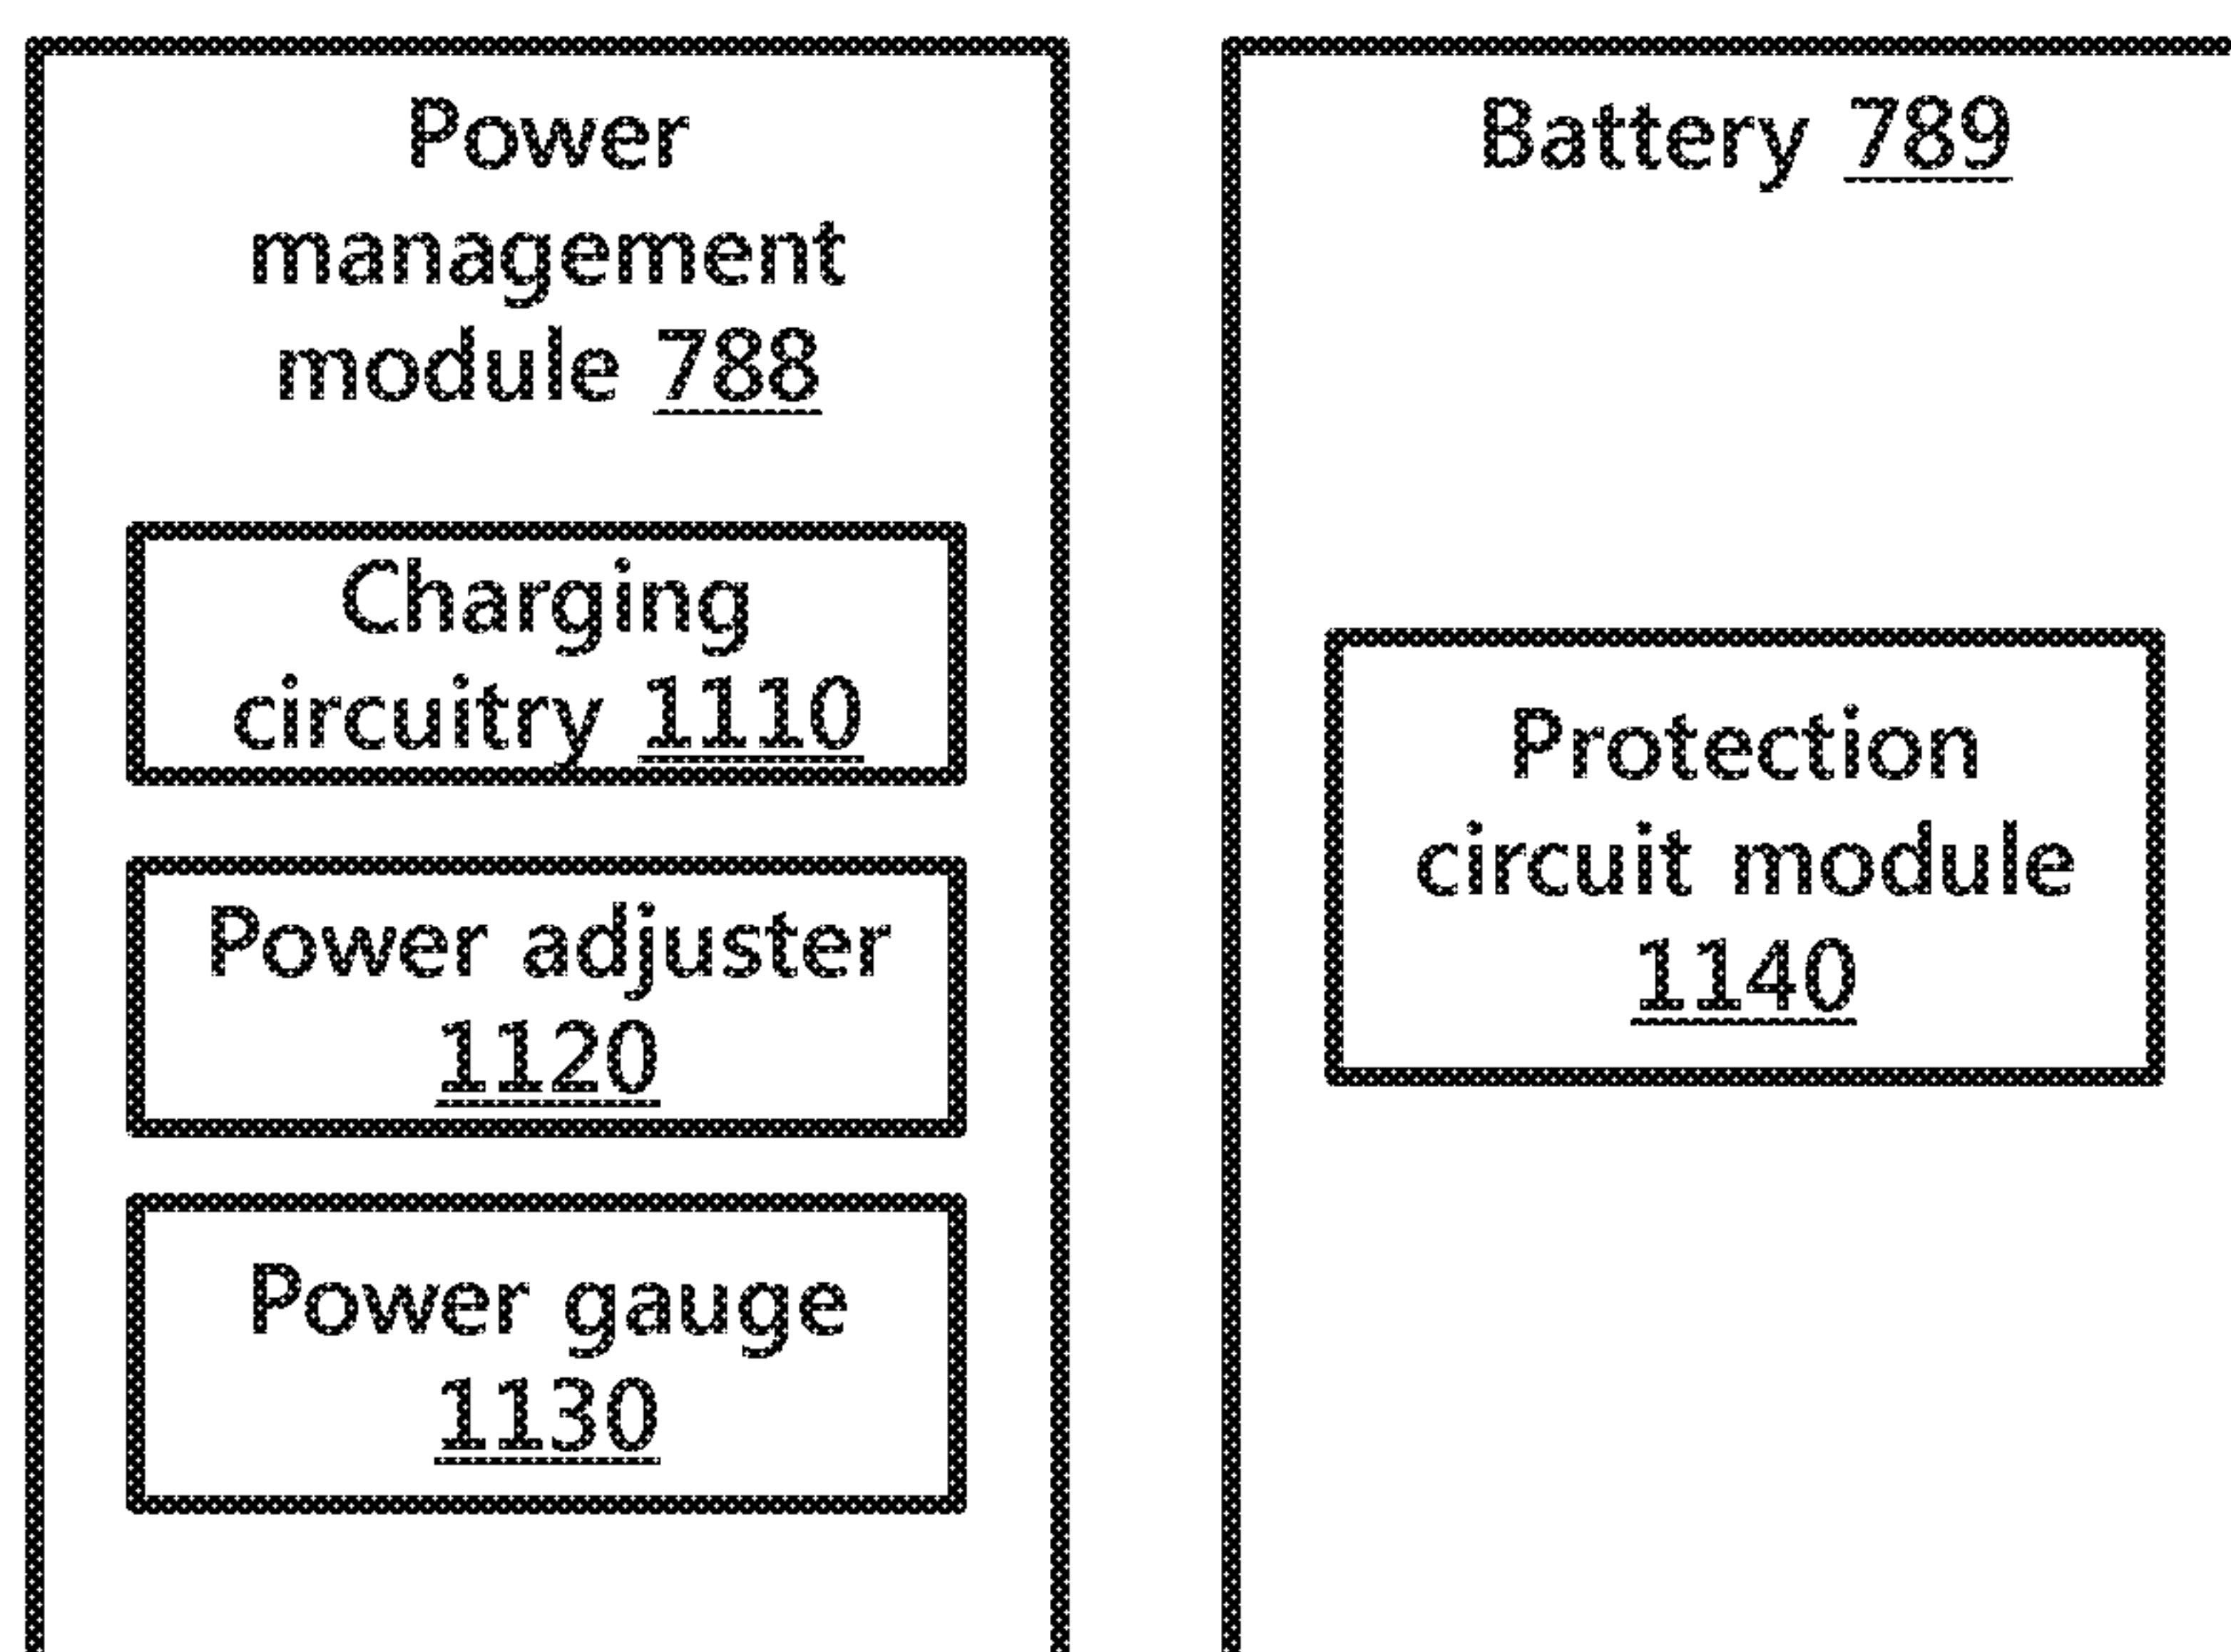 Power
management
module 788
Charging
circuitry 1110
Power adjuster
1120
Power gauge
1130
Battery 789
Protection
circuit module
1140